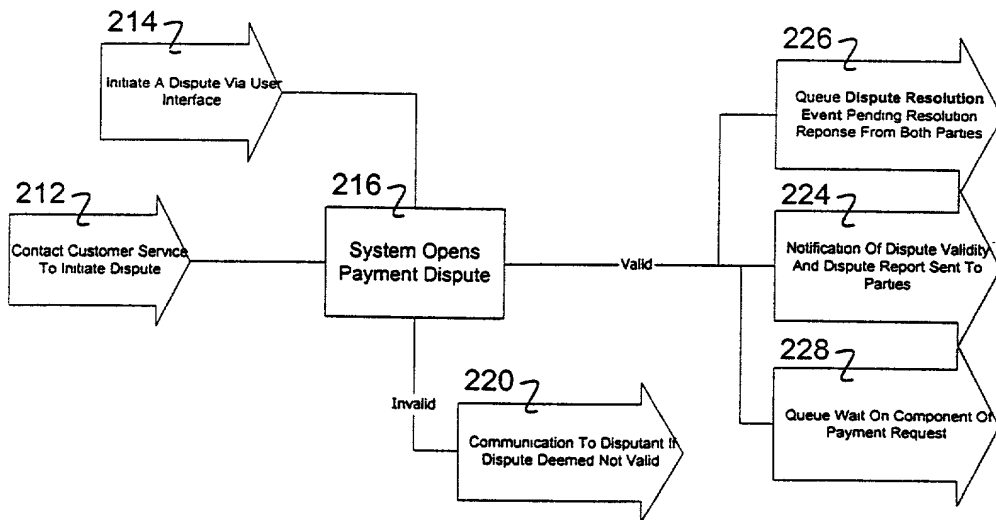 214
Initiate A Dispute Via User
Interface
212
Contact Customer Service
To Initiate Dispute
216
System Opens
Payment Dispute
Valid
Invalid
220
Communication To Disputant If
Dispute Deemed Not Valid
226
Queue Dispute Resolution
Event Pending Resolution
Reponse From Both Parties
224
Notification Of Dispute Validity
And Dispute Report Sent To
Parties
228
Queue Wait On Component Of
Payment Request